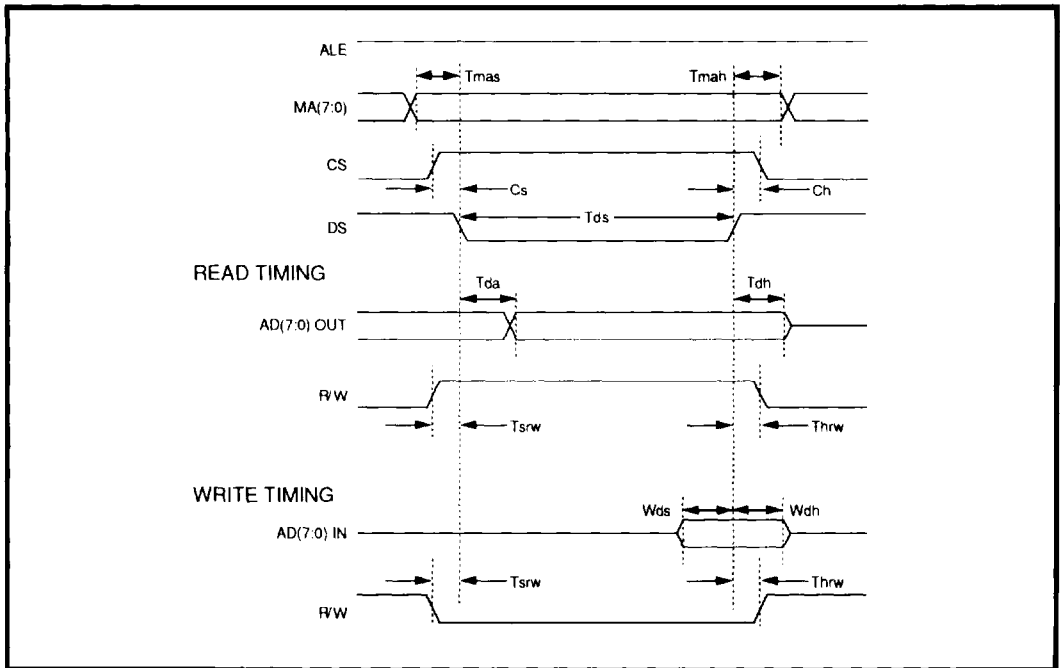 ALE
Tmas Tmah
MA(7:0)
CS
Cs Ch
Tds
DS
READ TIMING
Tda Tdh
AD(7:0) OUT
R/W
Tsrw Thrw
WRITE TIMING
Wds Wdh
AD(7:0) IN
Tsrw Thrw
R/W